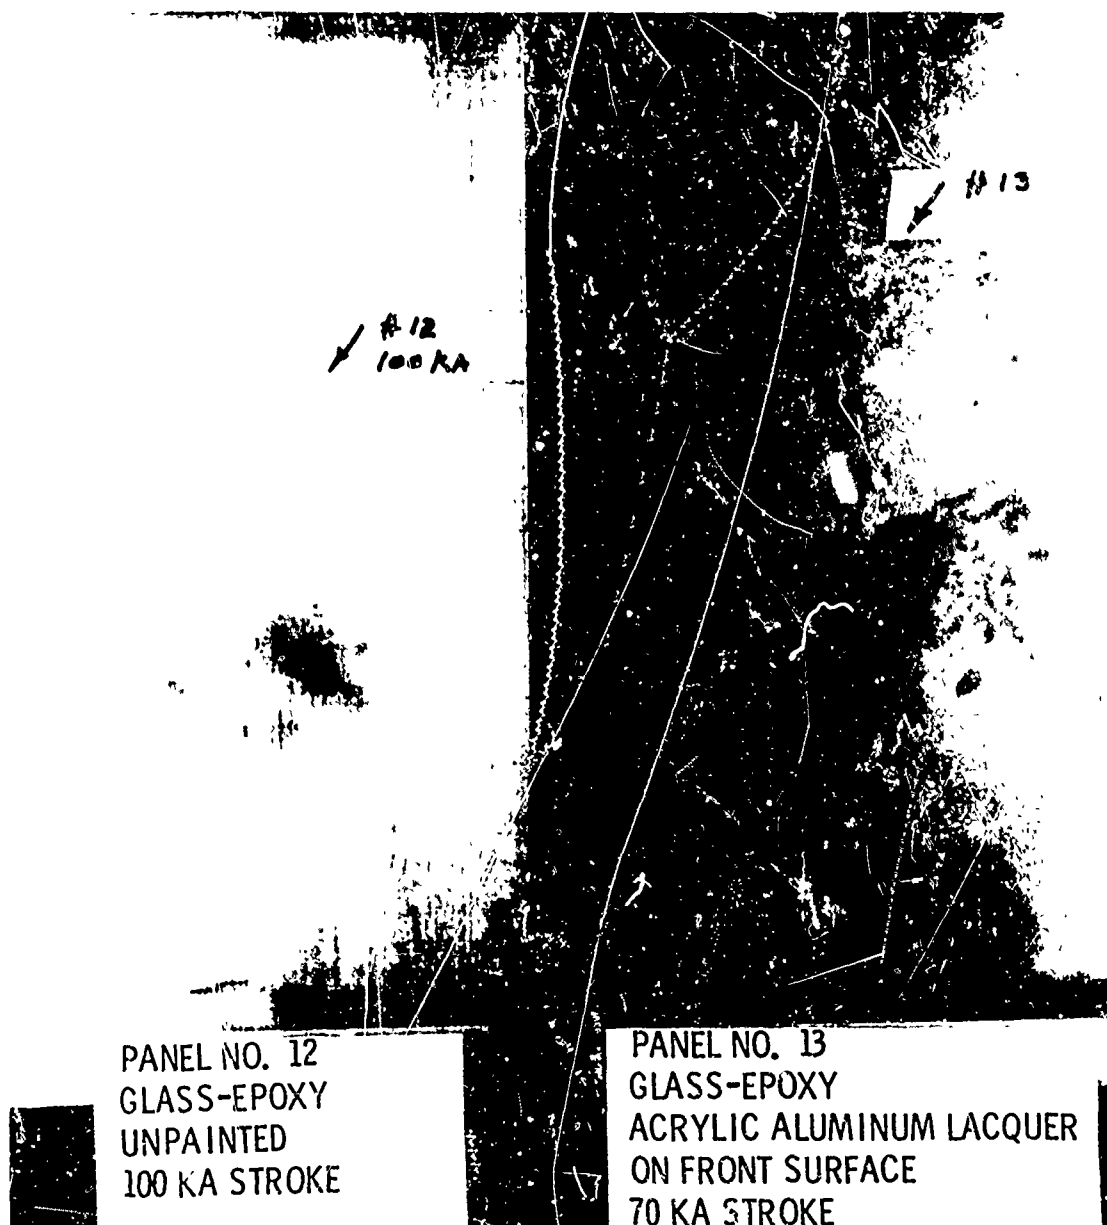 #13
#12
100 KA
PANEL NO. 12
GLASS-EPOXY
UNPAINTED
100 KA STROKE
PANEL NO. 13
GLASS-EPOXY
ACRYLIC ALUMINUM LACQUER
ON FRONT SURFACE
70 KA STROKE